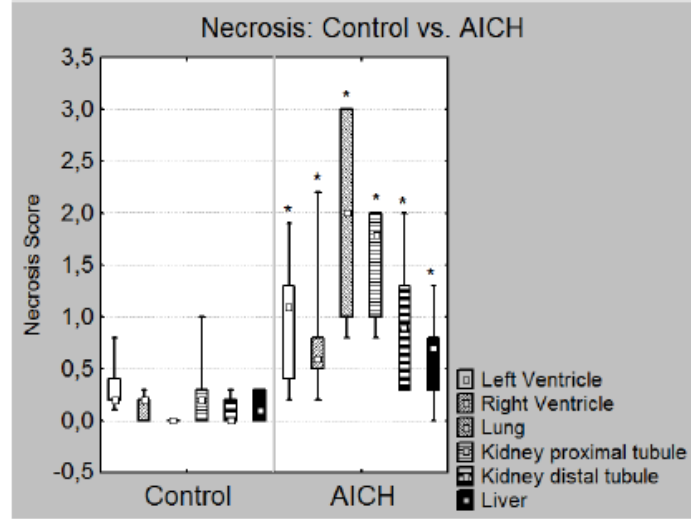 Necrosis: Control vs. AICH
3,5
3,0
2,5
2,0
1,5
1,0
0,5
0,0
-0,5
Necrosis Score
* * * * * *
Control AICH
Left Ventricle
Right Ventricle
Lung
Kidney proximal tubule
Kidney distal tubule
Liver